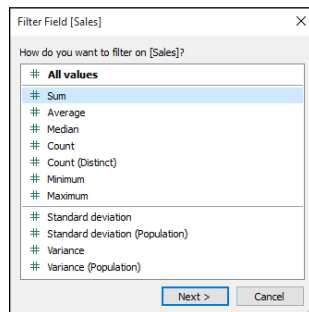 Filter Field [Sales]
How do you want to filter on [Sales]?
# All values
# Sum
# Average
# Median
# Count
# Count (Distinct)
# Minimum
# Maximum
# Standard deviation
# Standard deviation (Population)
# Variance
# Variance (Population)
Next > Cancel